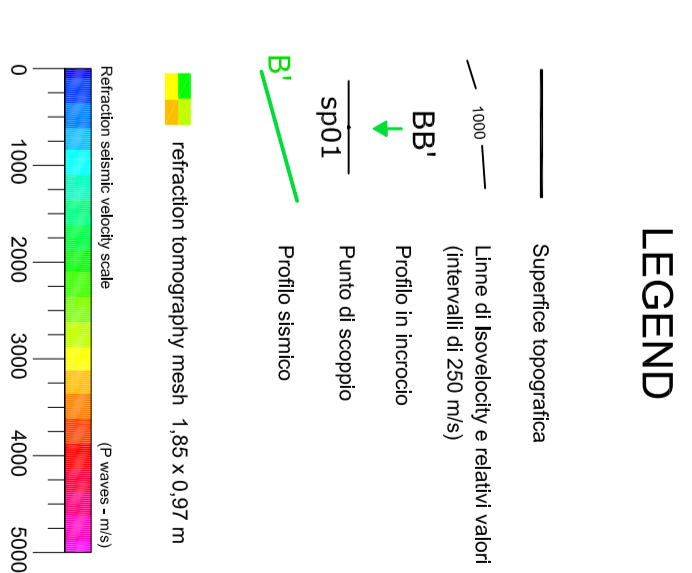 LEGEND
Superfice topografica
1000
Linne di Isovelocity e relativi valori
(intervalli di 250 m/s)
BB'
Profilo in incrocio
sp01
Punto di scoppio
B'
Profilo sismico
refraction tomography mesh 1,85 x 0,97 m
Refraction seismic velocity scale (P waves - m/s)
0 1000 2000 3000 4000 5000